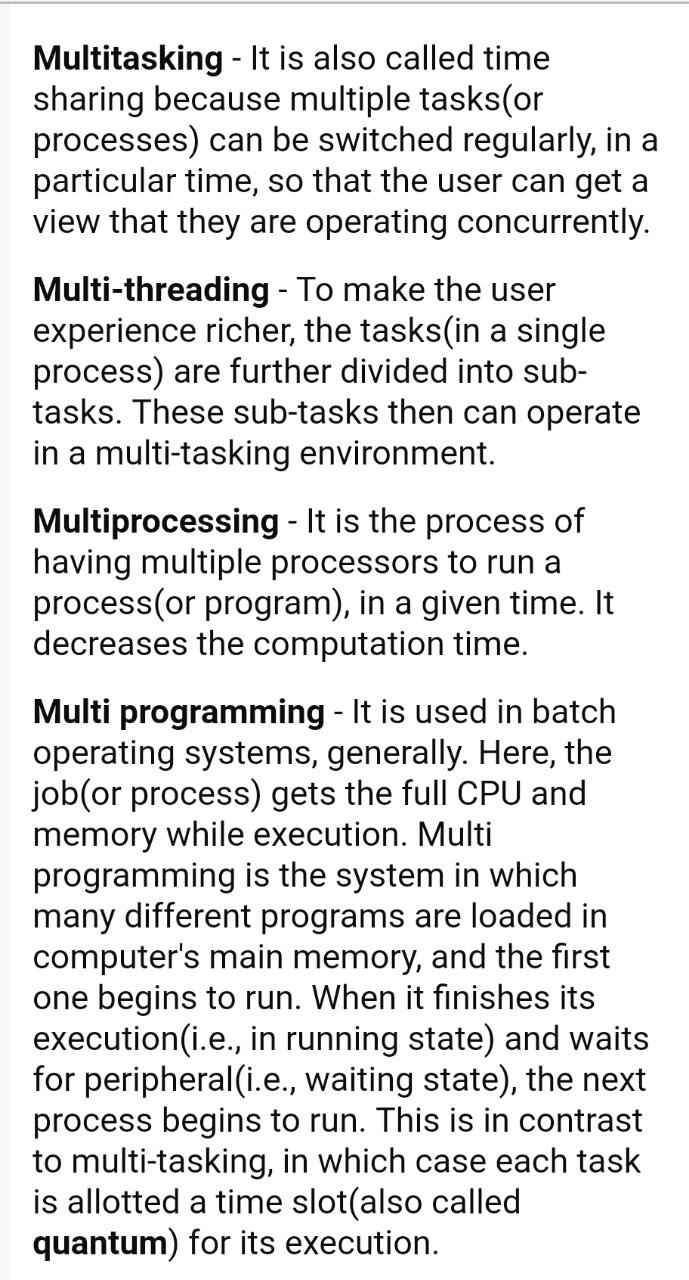 Multitasking - It is also called time
sharing because multiple tasks(or
processes) can be switched regularly, in a
particular time, so that the user can get a
view that they are operating concurrently.
Multi-threading - To make the user
experience richer, the tasks(in a single
process) are further divided into sub-
tasks. These sub-tasks then can operate
in a multi-tasking environment.
Multiprocessing - It is the process of
having multiple processors to run a
process(or program), in a given time. It
decreases the computation time.
Multi programming - It is used in batch
operating systems, generally. Here, the
job(or process) gets the full CPU and
memory while execution. Multi
programming is the system in which
many different programs are loaded in
computer's main memory, and the first
one begins to run. When it finishes its
execution(i.e., in running state) and waits
for peripheral(i.e., waiting state), the next
process begins to run. This is in contrast
to multi-tasking, in which case each task
is allotted a time slot(also called
quantum) for its execution.